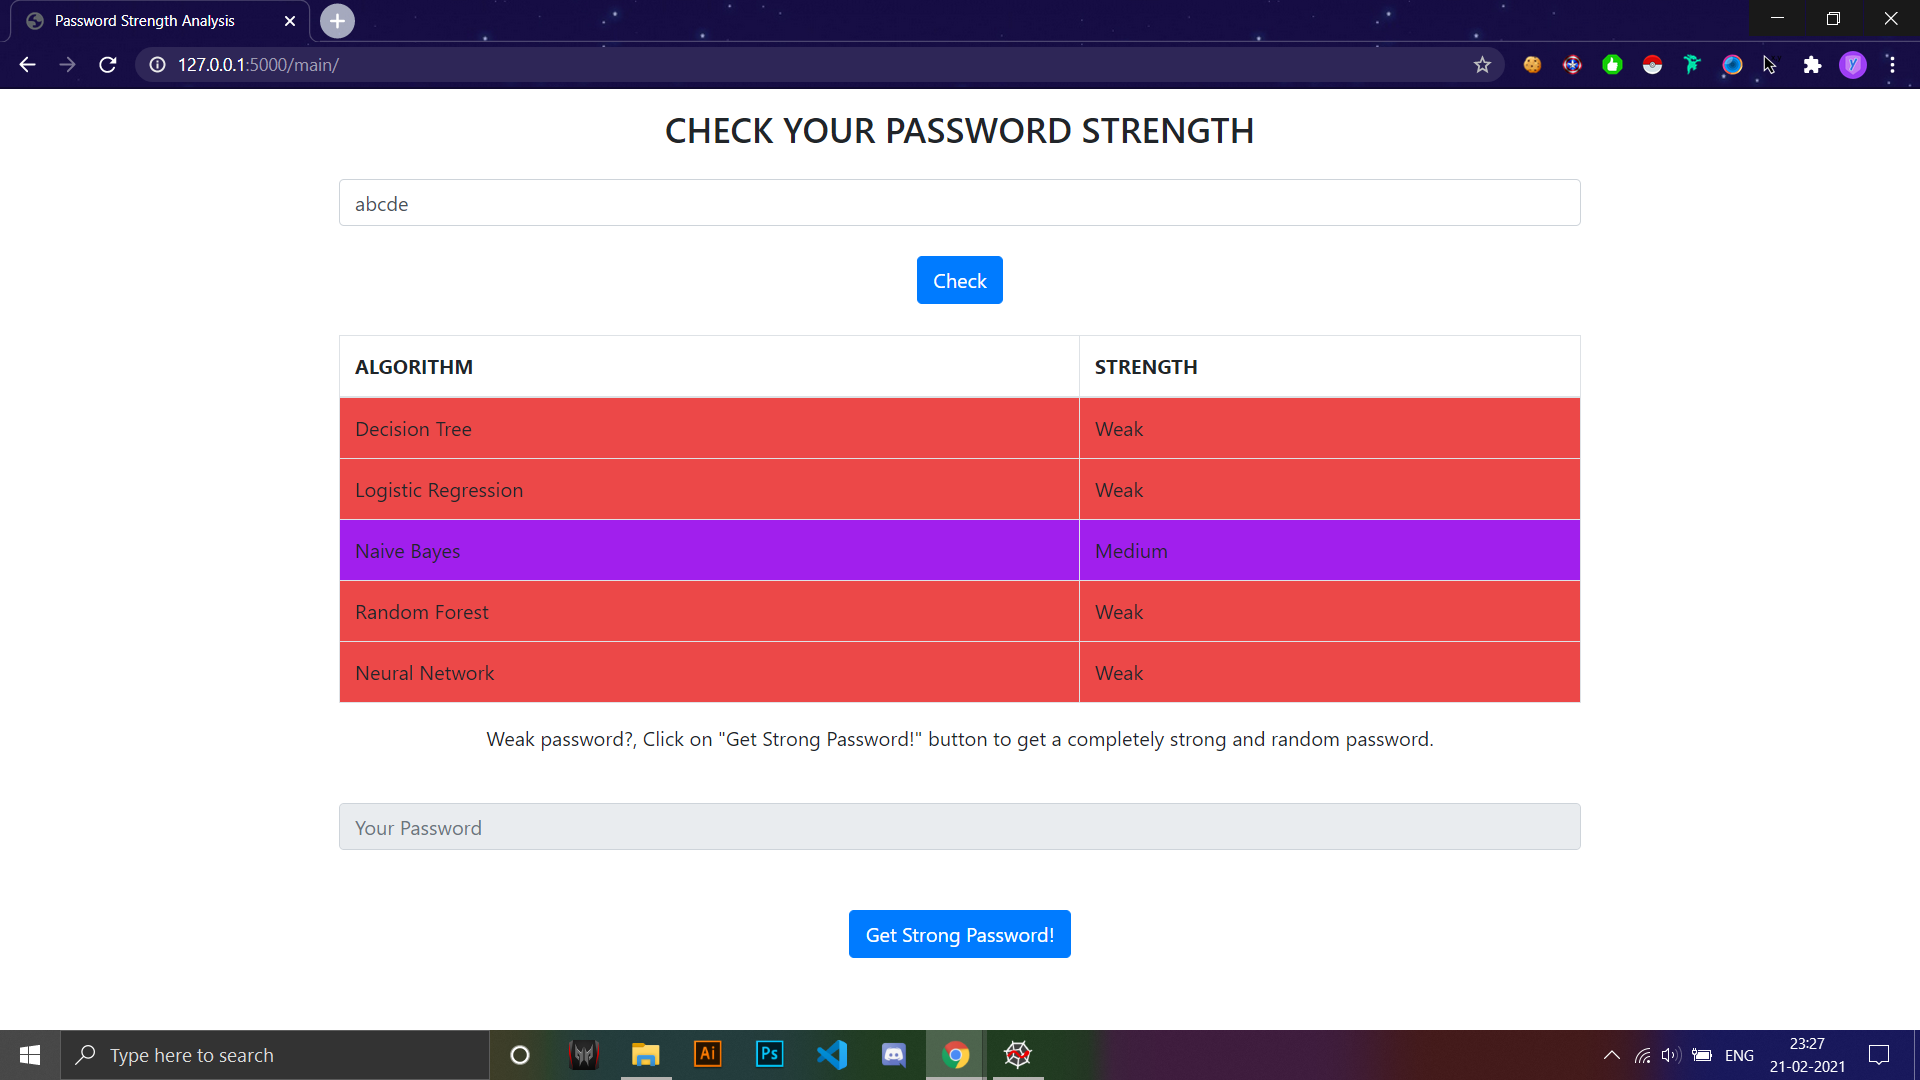 Password Strength Analysis
127.0.0.1:5000/main/
CHECK YOUR PASSWORD STRENGTH
abcde
Check
ALGORITHM STRENGTH
Decision Tree Weak
Logistic Regression Weak
Naive Bayes Medium
Random Forest Weak
Neural Network Weak
Weak password?, Click on "Get Strong Password!" button to get a completely strong and random password.
Your Password
Get Strong Password!
Type here to search
Ai
Ps
ENG
23:27
21-02-2021